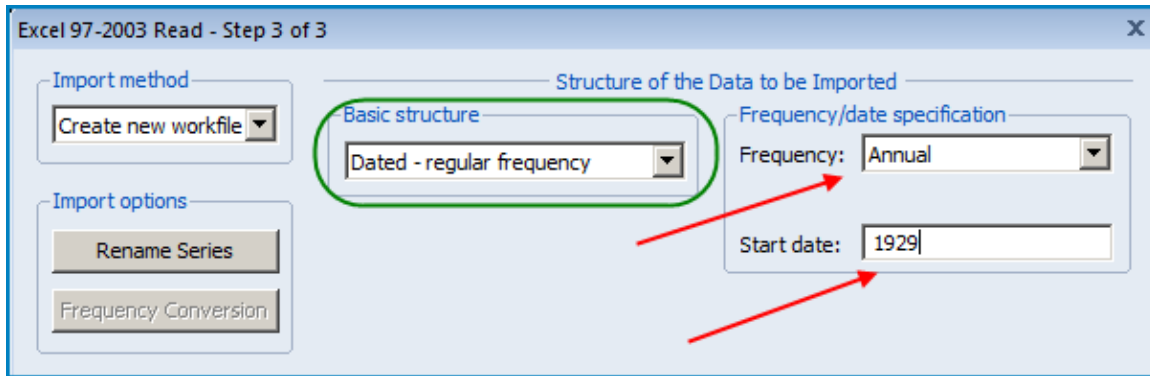 Excel 97-2003 Read - Step 3 of 3
x
Import method
Create new workfile
Import options
Rename Series
Frequency Conversion
Structure of the Data to be Imported
Basic structure
Dated - regular frequency
Frequency/date specification
Frequency: Annual
Start date: 1929